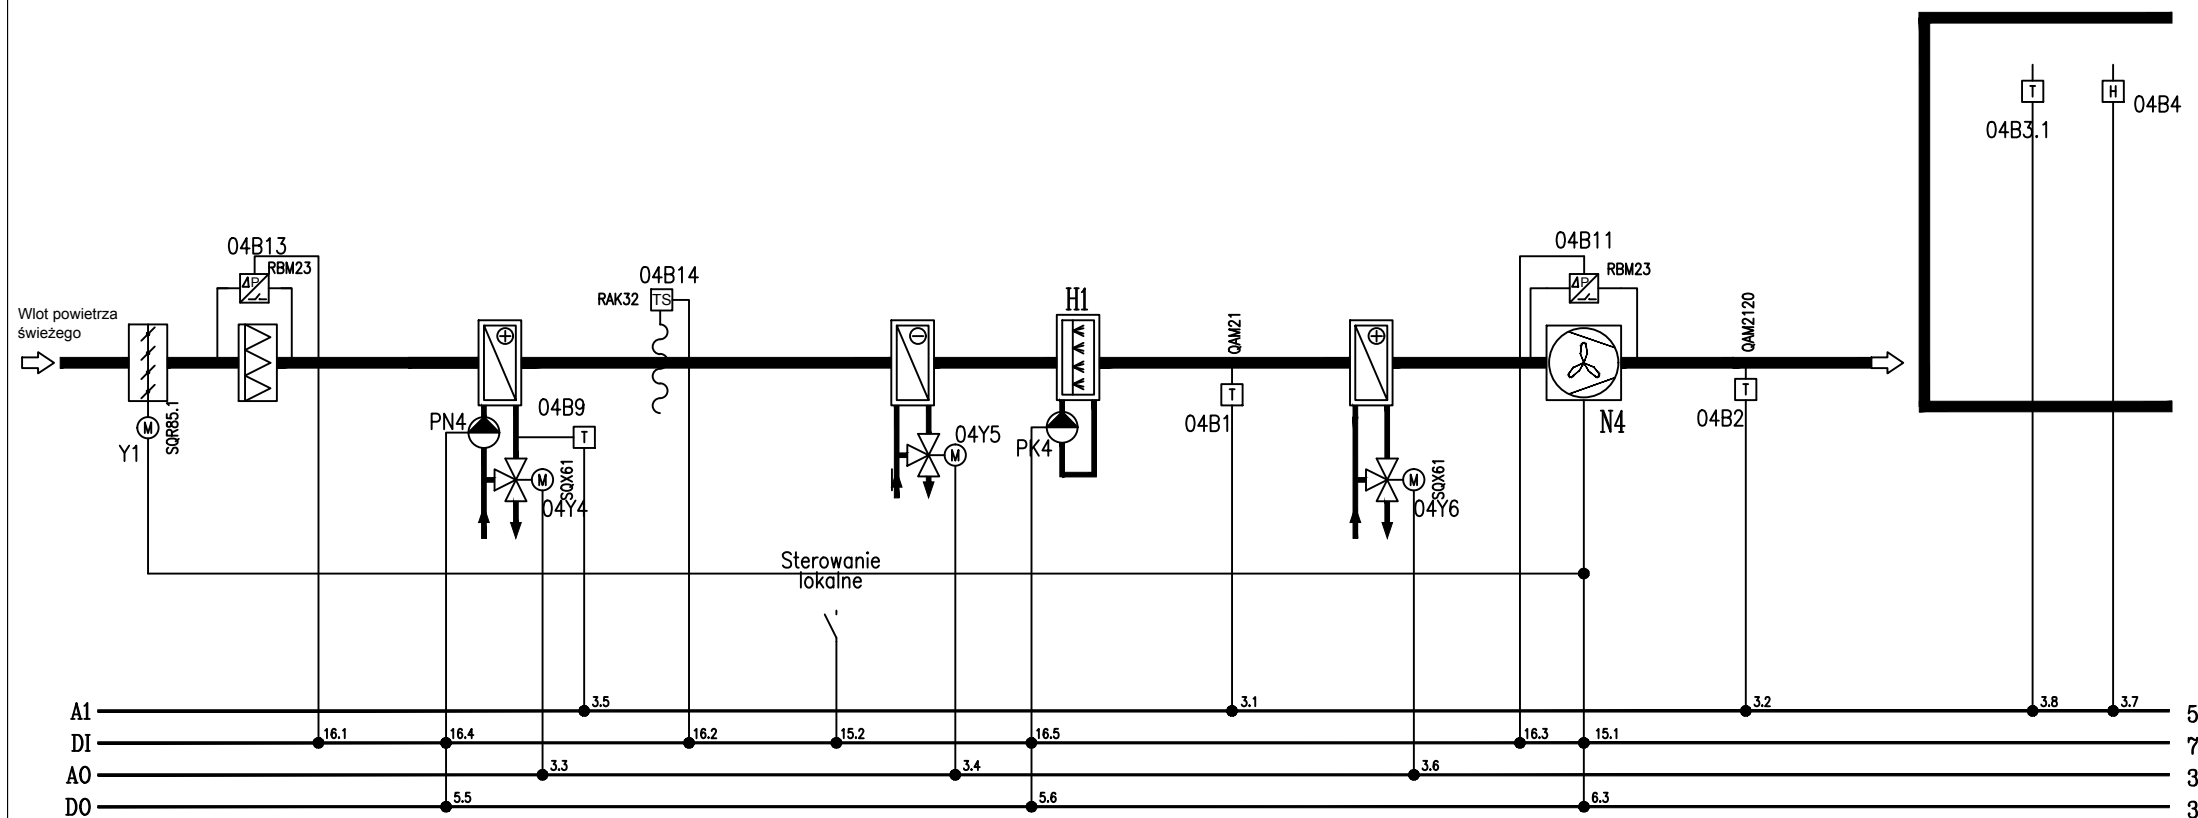 04B3.1
04B4
T
H
04B13
RBM23
ΔP
04B14
RAK32
TS
H1
04B11
RBM23
ΔP
QAM21
QAM2120
Wlot powietrza
świeżego
M
Y1
SQR85.1
PN4
04B9
T
M
SQX61
04Y4
04Y5
M
PK4
T
04B1
M
SQX61
04Y6
N4
T
04B2
Sterowanie
lokalne
A1
3.5
3.1
3.2
3.8
3.7
5
DI
16.1
16.4
16.2
15.2
16.5
16.3
15.1
7
AO
3.3
3.4
3.6
3
DO
5.5
5.6
6.3
3